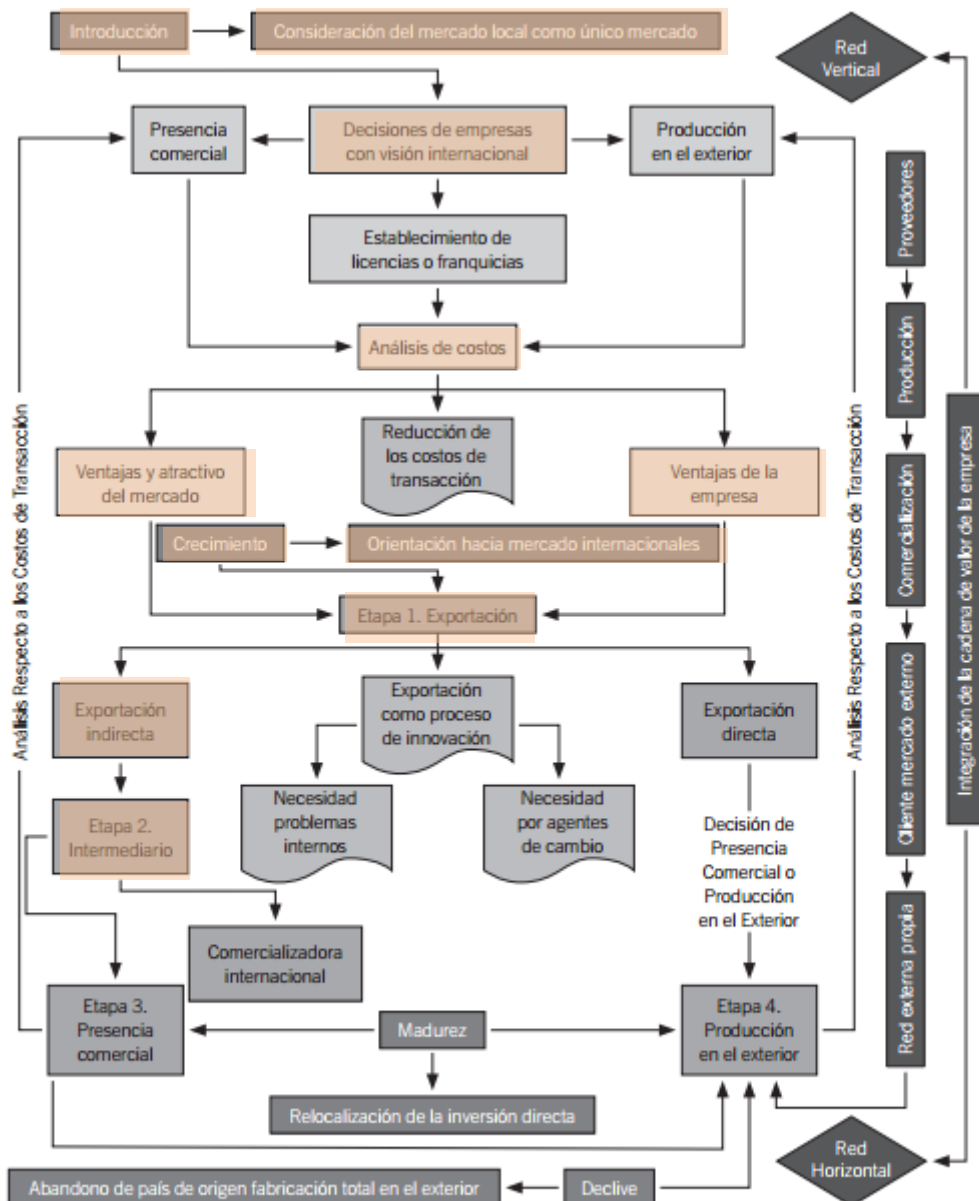 Introducción
Consideración del mercado local como único mercado
Red
Vertical
Presencia
comercial
Decisiones de empresas
con visión internacional
Producción
en el exterior
Establecimiento de
licencias o franquicias
Análisis de costos
Reducción de
los costos de
transacción
Ventajas y atractivo
del mercado
Ventajas de la
empresa
Crecimiento
Orientación hacia mercado internacionales
Etapa 1. Exportación
Exportación
indirecta
Exportación
como proceso
de innovación
Exportación
directa
Necesidad
problemas
internos
Necesidad
por agentes
de cambio
Etapa 2.
Intermediario
Decisión de
Presencia
Comercial o
Producción
en el Exterior
Comercializadora
internacional
Etapa 3.
Presencia
comercial
Madurez
Etapa 4.
Producción
en el exterior
Relocalización de la inversión directa
Abandono de país de origen fabricación total en el exterior
Declive
Análisis Respecto a los Costos de Transacción
Análisis Respecto a los Costos de Transacción
Proveedores
Producción
Comercialización
Cliente mercado externo
Red externa propia
Integración de la cadena de valor de la empresa
Red
Horizontal